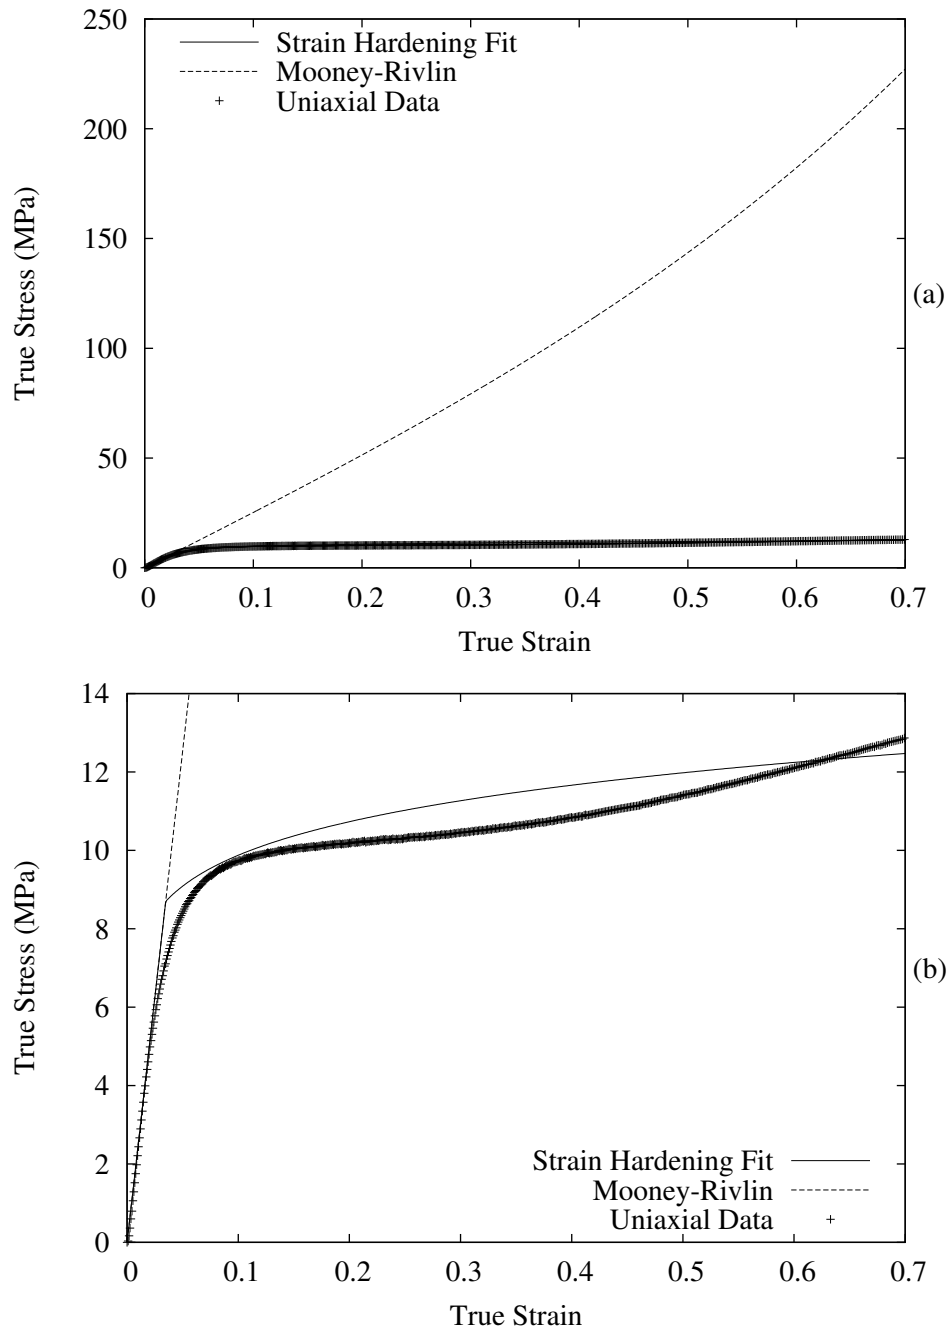 250
200
150
100
50
0
True Stress (MPa)
Strain Hardening Fit
Mooney-Rivlin
Uniaxial Data
(a)
0 0.1 0.2 0.3 0.4 0.5 0.6 0.7
True Strain
14
12
10
8
6
4
2
0
True Stress (MPa)
(b)
Strain Hardening Fit
Mooney-Rivlin
Uniaxial Data
0 0.1 0.2 0.3 0.4 0.5 0.6 0.7
True Strain